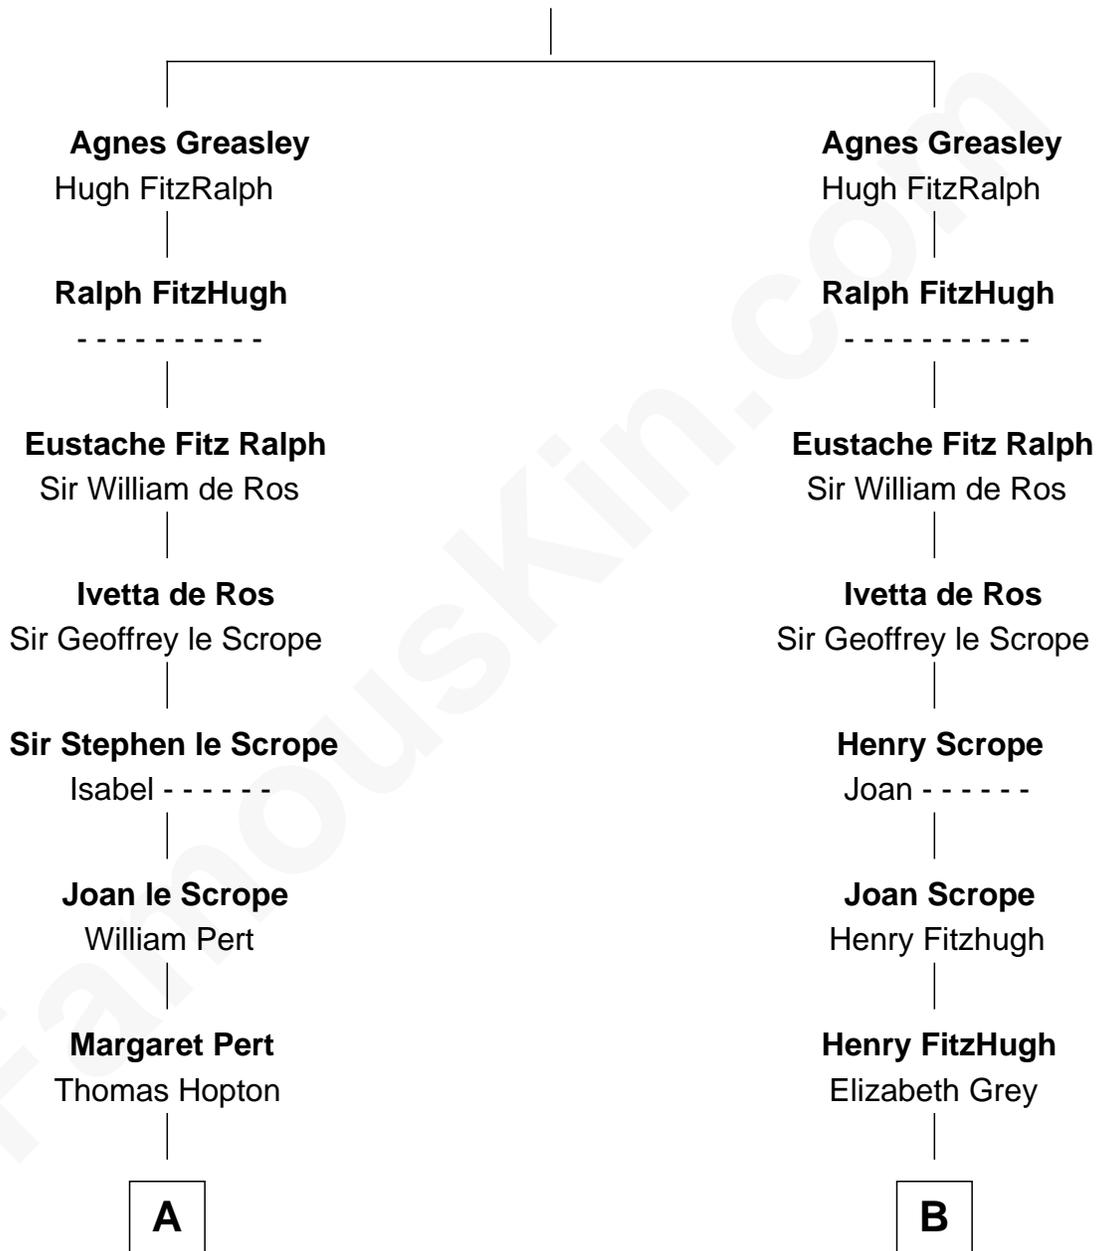 Agnes Greasley
Hugh FitzRalph
Ralph FitzHugh
- - - - - - - - - -
Eustache Fitz Ralph
Sir William de Ros
Ivetta de Ros
Sir Geoffrey le Scrope
Sir Stephen le Scrope
Isabel - - - - - -
Joan le Scrope
William Pert
Margaret Pert
Thomas Hopton
A
Agnes Greasley
Hugh FitzRalph
Ralph FitzHugh
- - - - - - - - - -
Eustache Fitz Ralph
Sir William de Ros
Ivetta de Ros
Sir Geoffrey le Scrope
Henry Scrope
Joan - - - - - -
Joan Scrope
Henry Fitzhugh
Henry FitzHugh
Elizabeth Grey
B
FamousKin.com